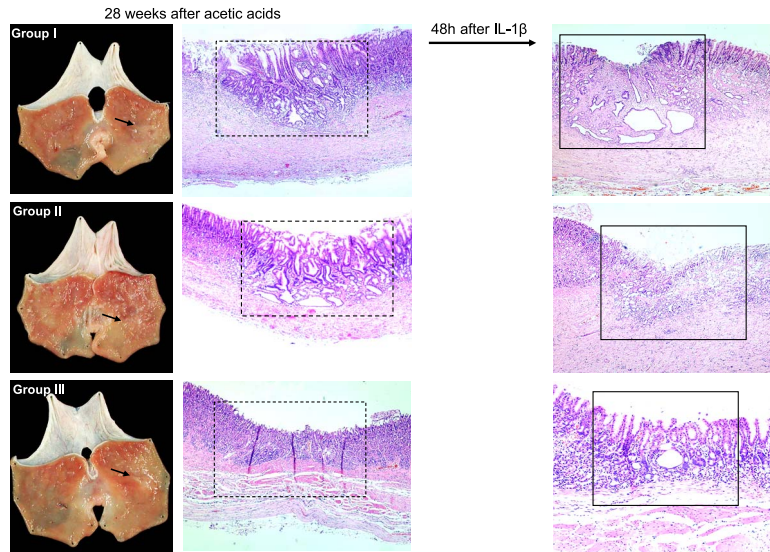 28 weeks after acetic acids
48h after IL-1β
Group I
Group II
Group III